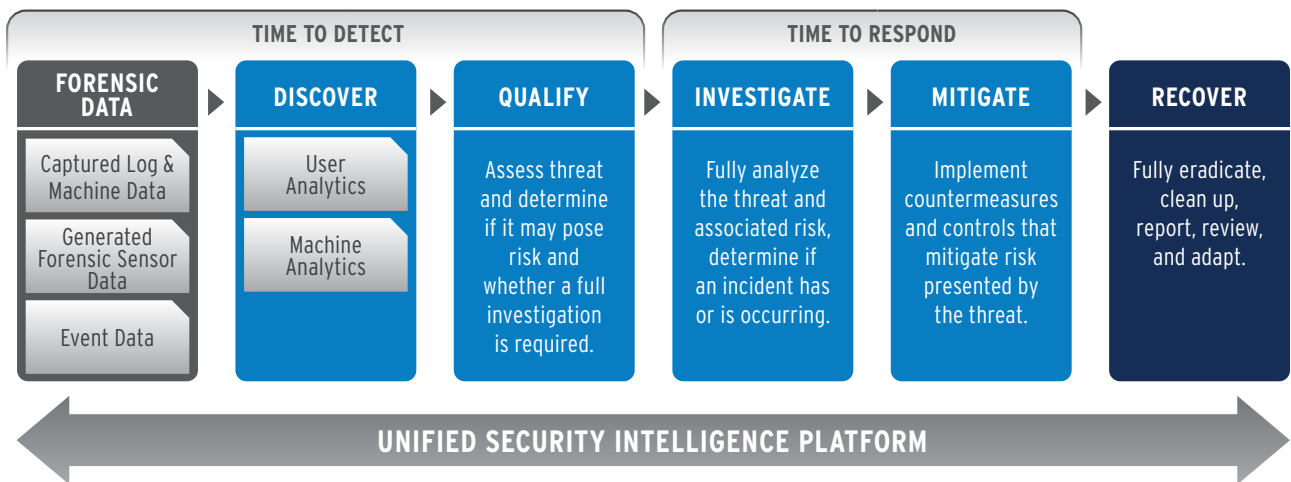 TIME TO DETECT
TIME TO RESPOND
FORENSIC
DATA
Captured Log &
Machine Data
Generated
Forensic Sensor
Data
Event Data
DISCOVER
User
Analytics
Machine
Analytics
QUALIFY
Assess threat
and determine
if it may pose
risk and
whether a full
investigation
is required.
INVESTIGATE
Fully analyze
the threat and
associated risk,
determine if
an incident has
or is occurring.
MITIGATE
Implement
countermeasures
and controls that
mitigate risk
presented by
the threat.
RECOVER
Fully eradicate,
clean up,
report, review,
and adapt.
UNIFIED SECURITY INTELLIGENCE PLATFORM